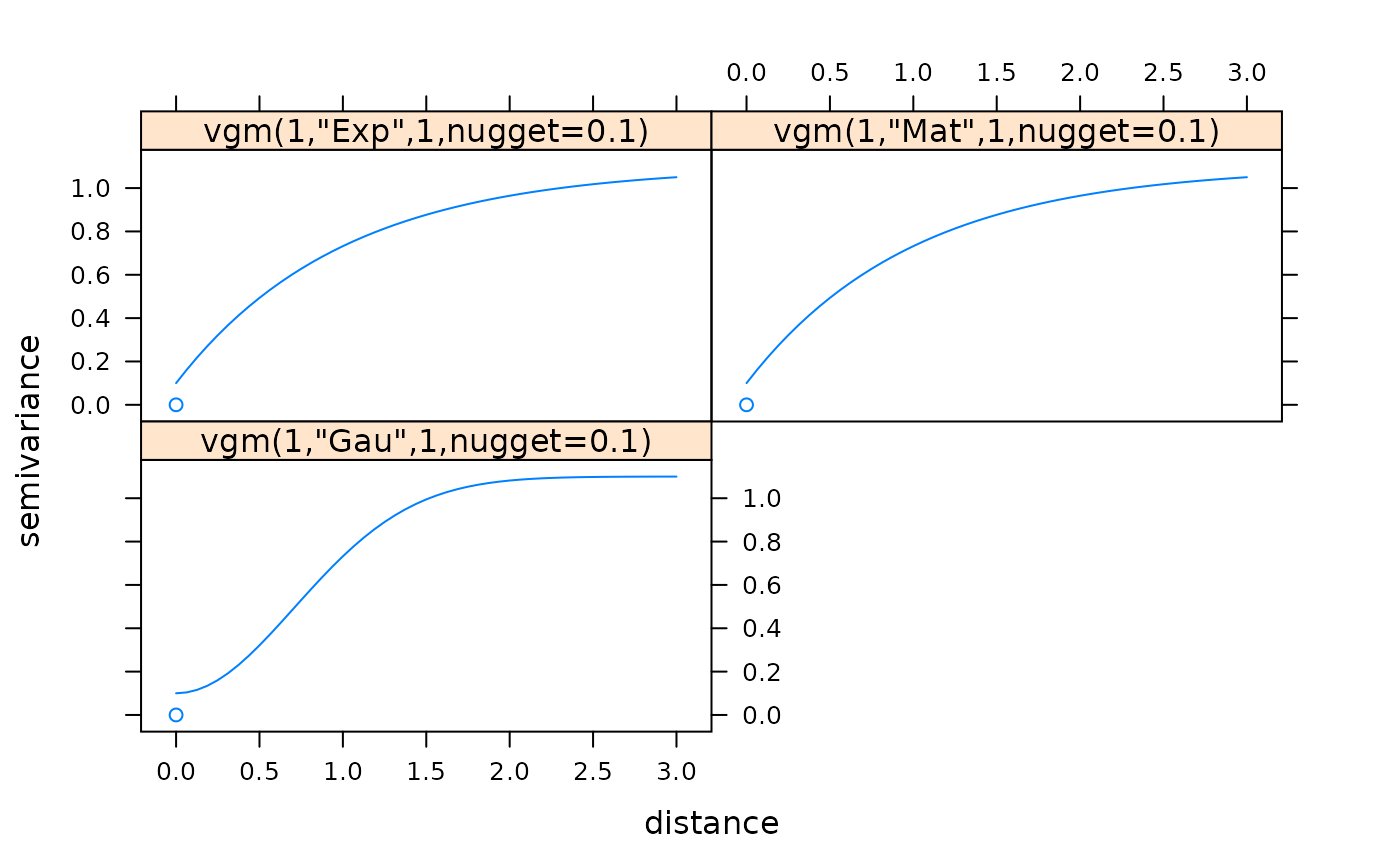 0.0 0.5 1.0 1.5 2.0 2.5 3.0
vgm(1,"Exp",1,nugget=0.1) vgm(1,"Mat",1,nugget=0.1)
1.0
0.8
0.6
0.4
0.2
0.0
semivariance
vgm(1,"Gau",1,nugget=0.1)
1.0
0.8
0.6
0.4
0.2
0.0
0.0 0.5 1.0 1.5 2.0 2.5 3.0
distance